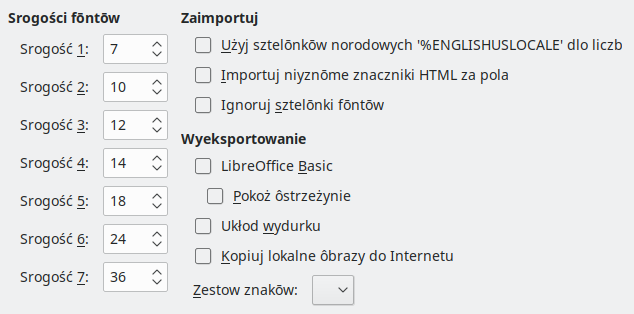 Srogości fōntōw
Srogość 1: 7
Srogość 2: 10
Srogość 3: 12
Srogość 4: 14
Srogość 5: 18
Srogość 6: 24
Srogość 7: 36
Zaimportuj
Użyj sztelōnkōw norodowych '%ENGLISHUSLOCALE' dlo liczb
Importuj niyznōme znaczniki HTML za pola
Ignoruj sztelōnki fōntōw
Wyeksportowanie
LibreOffice Basic
Pokoż ôstrzeżynie
Ukłod wydurku
Kopiuj lokalne ôbrazy do Internetu
Zestow znakōw: